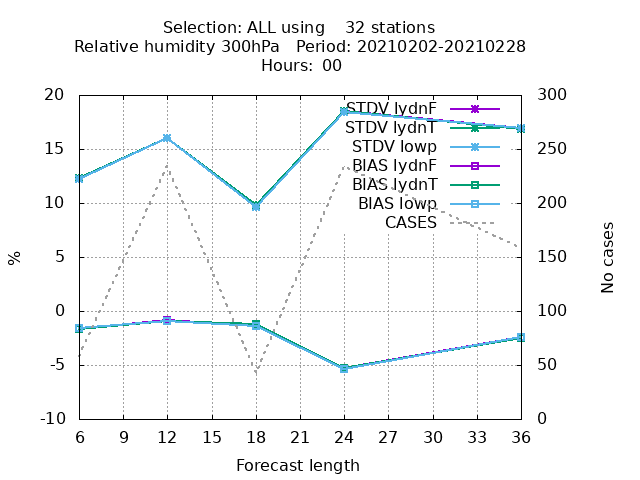 Selection: ALL using    32 stations
Relative humidity 300hPa   Period: 20210202-20210228
Hours: 00
20
15
10
5
0
-5
-10
%
STDV lydnF
STDV lydnT
STDV lowp
BIAS lydnF
BIAS lydnT
BIAS lowp
CASES
300
250
200
150
100
50
0
No cases
6 9 12 15 18 21 24 27 30 33 36
Forecast length